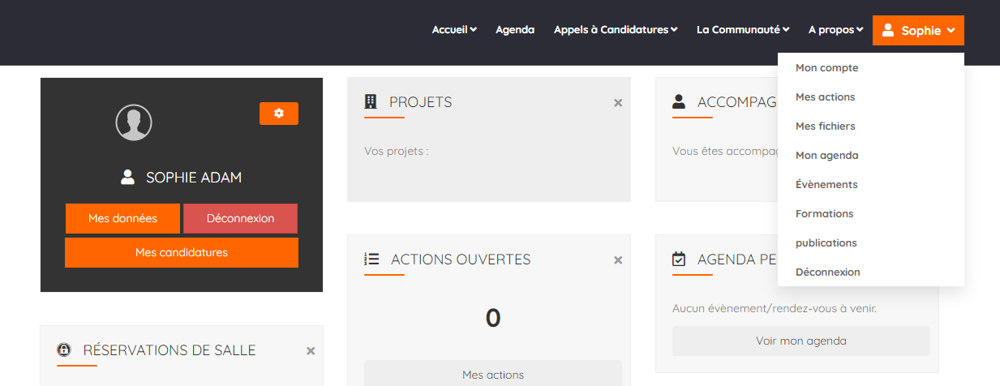 Accueil
Agenda
Appels à Candidatures
La Communauté
A propos
Sophie
Mon compte
Mes actions
Mes fichiers
Mon agenda
Évènements
Formations
publications
Déconnexion
SOPHIE ADAM
Mes données
Déconnexion
Mes candidatures
RÉSERVATIONS DE SALLE
PROJETS
Vos projets :
ACTIONS OUVERTES
0
Mes actions
ACCOMPAG
Vous êtes accompag
AGENDA PE
Aucun évènement/rendez-vous à venir.
Voir mon agenda